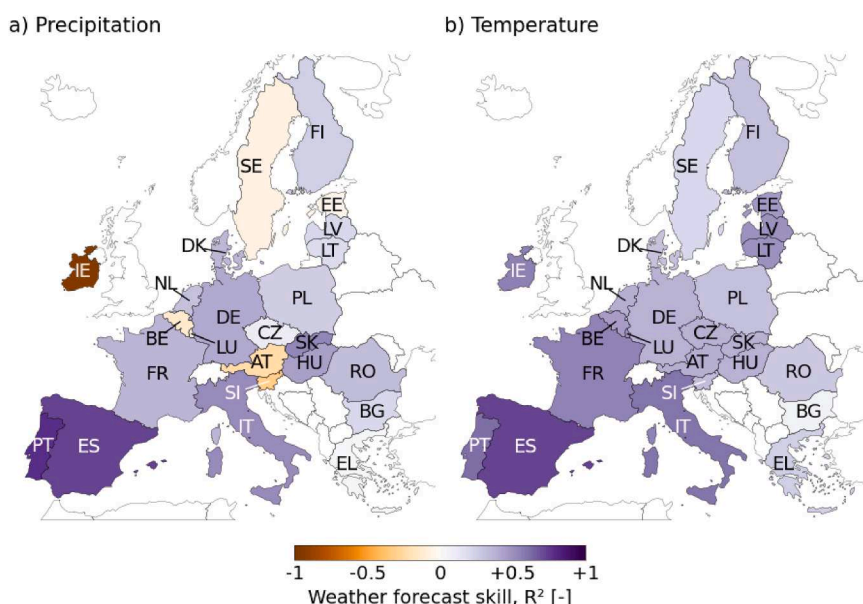 a) Precipitation
b) Temperature
FI
SE
EE
LV
LT
DK
IE
NL
PL
DE
BE
LU
CZ
SK
AT
HU
FR
RO
SI
BG
IT
PT
ES
EL
FI
SE
EE
LV
LT
DK
IE
NL
PL
DE
BE
LU
CZ
SK
AT
HU
FR
RO
SI
BG
IT
PT
ES
EL
-1 -0.5 0 +0.5 +1
Weather forecast skill, R² [-]